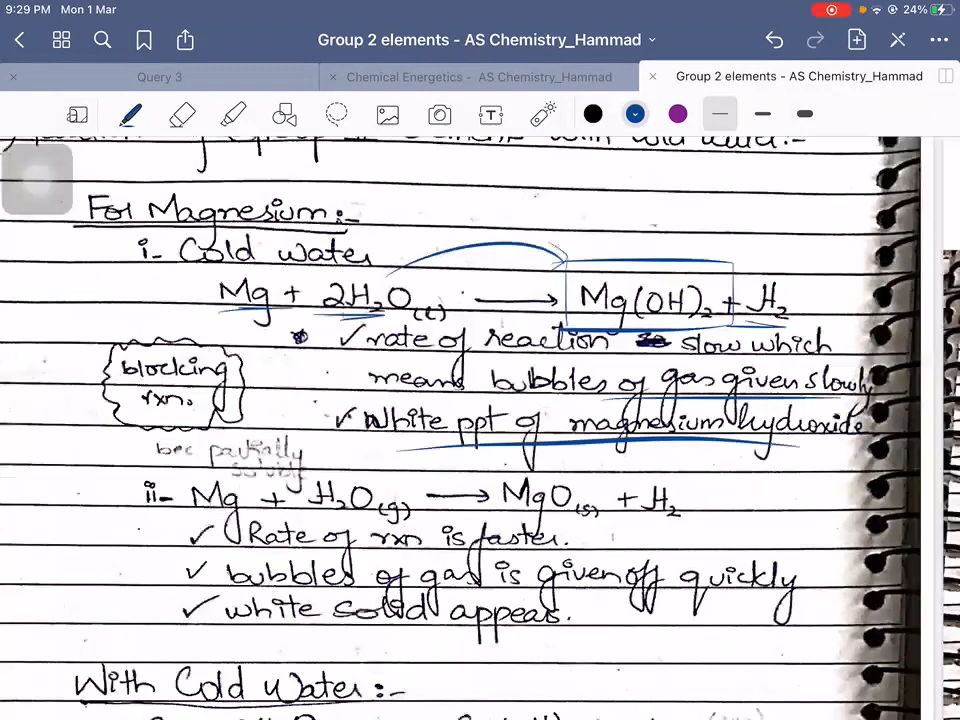 9:29 PM Mon 1 Mar
24%
Group 2 elements - AS Chemistry_Hammad
Query 3
Chemical Energetics - AS Chemistry_Hammad
Group 2 elements - AS Chemistry_Hammad
with cold water:-
For Magnesium:-
i- Cold water
Mg + 2H₂O(l) ⟶ Mg(OH)₂ + H₂
✓ rate of reaction slow which
blocking
means bubbles of gas given slowly
rxn.
✓ White ppt of magnesium hydroxide
bec partially
soluble
ii- Mg + H₂O(g) ⟶ MgO(s) + H₂
✓ Rate of rxn is faster.
✓ bubbles of gas is given off quickly
✓ white solid appears.
With Cold Water:-